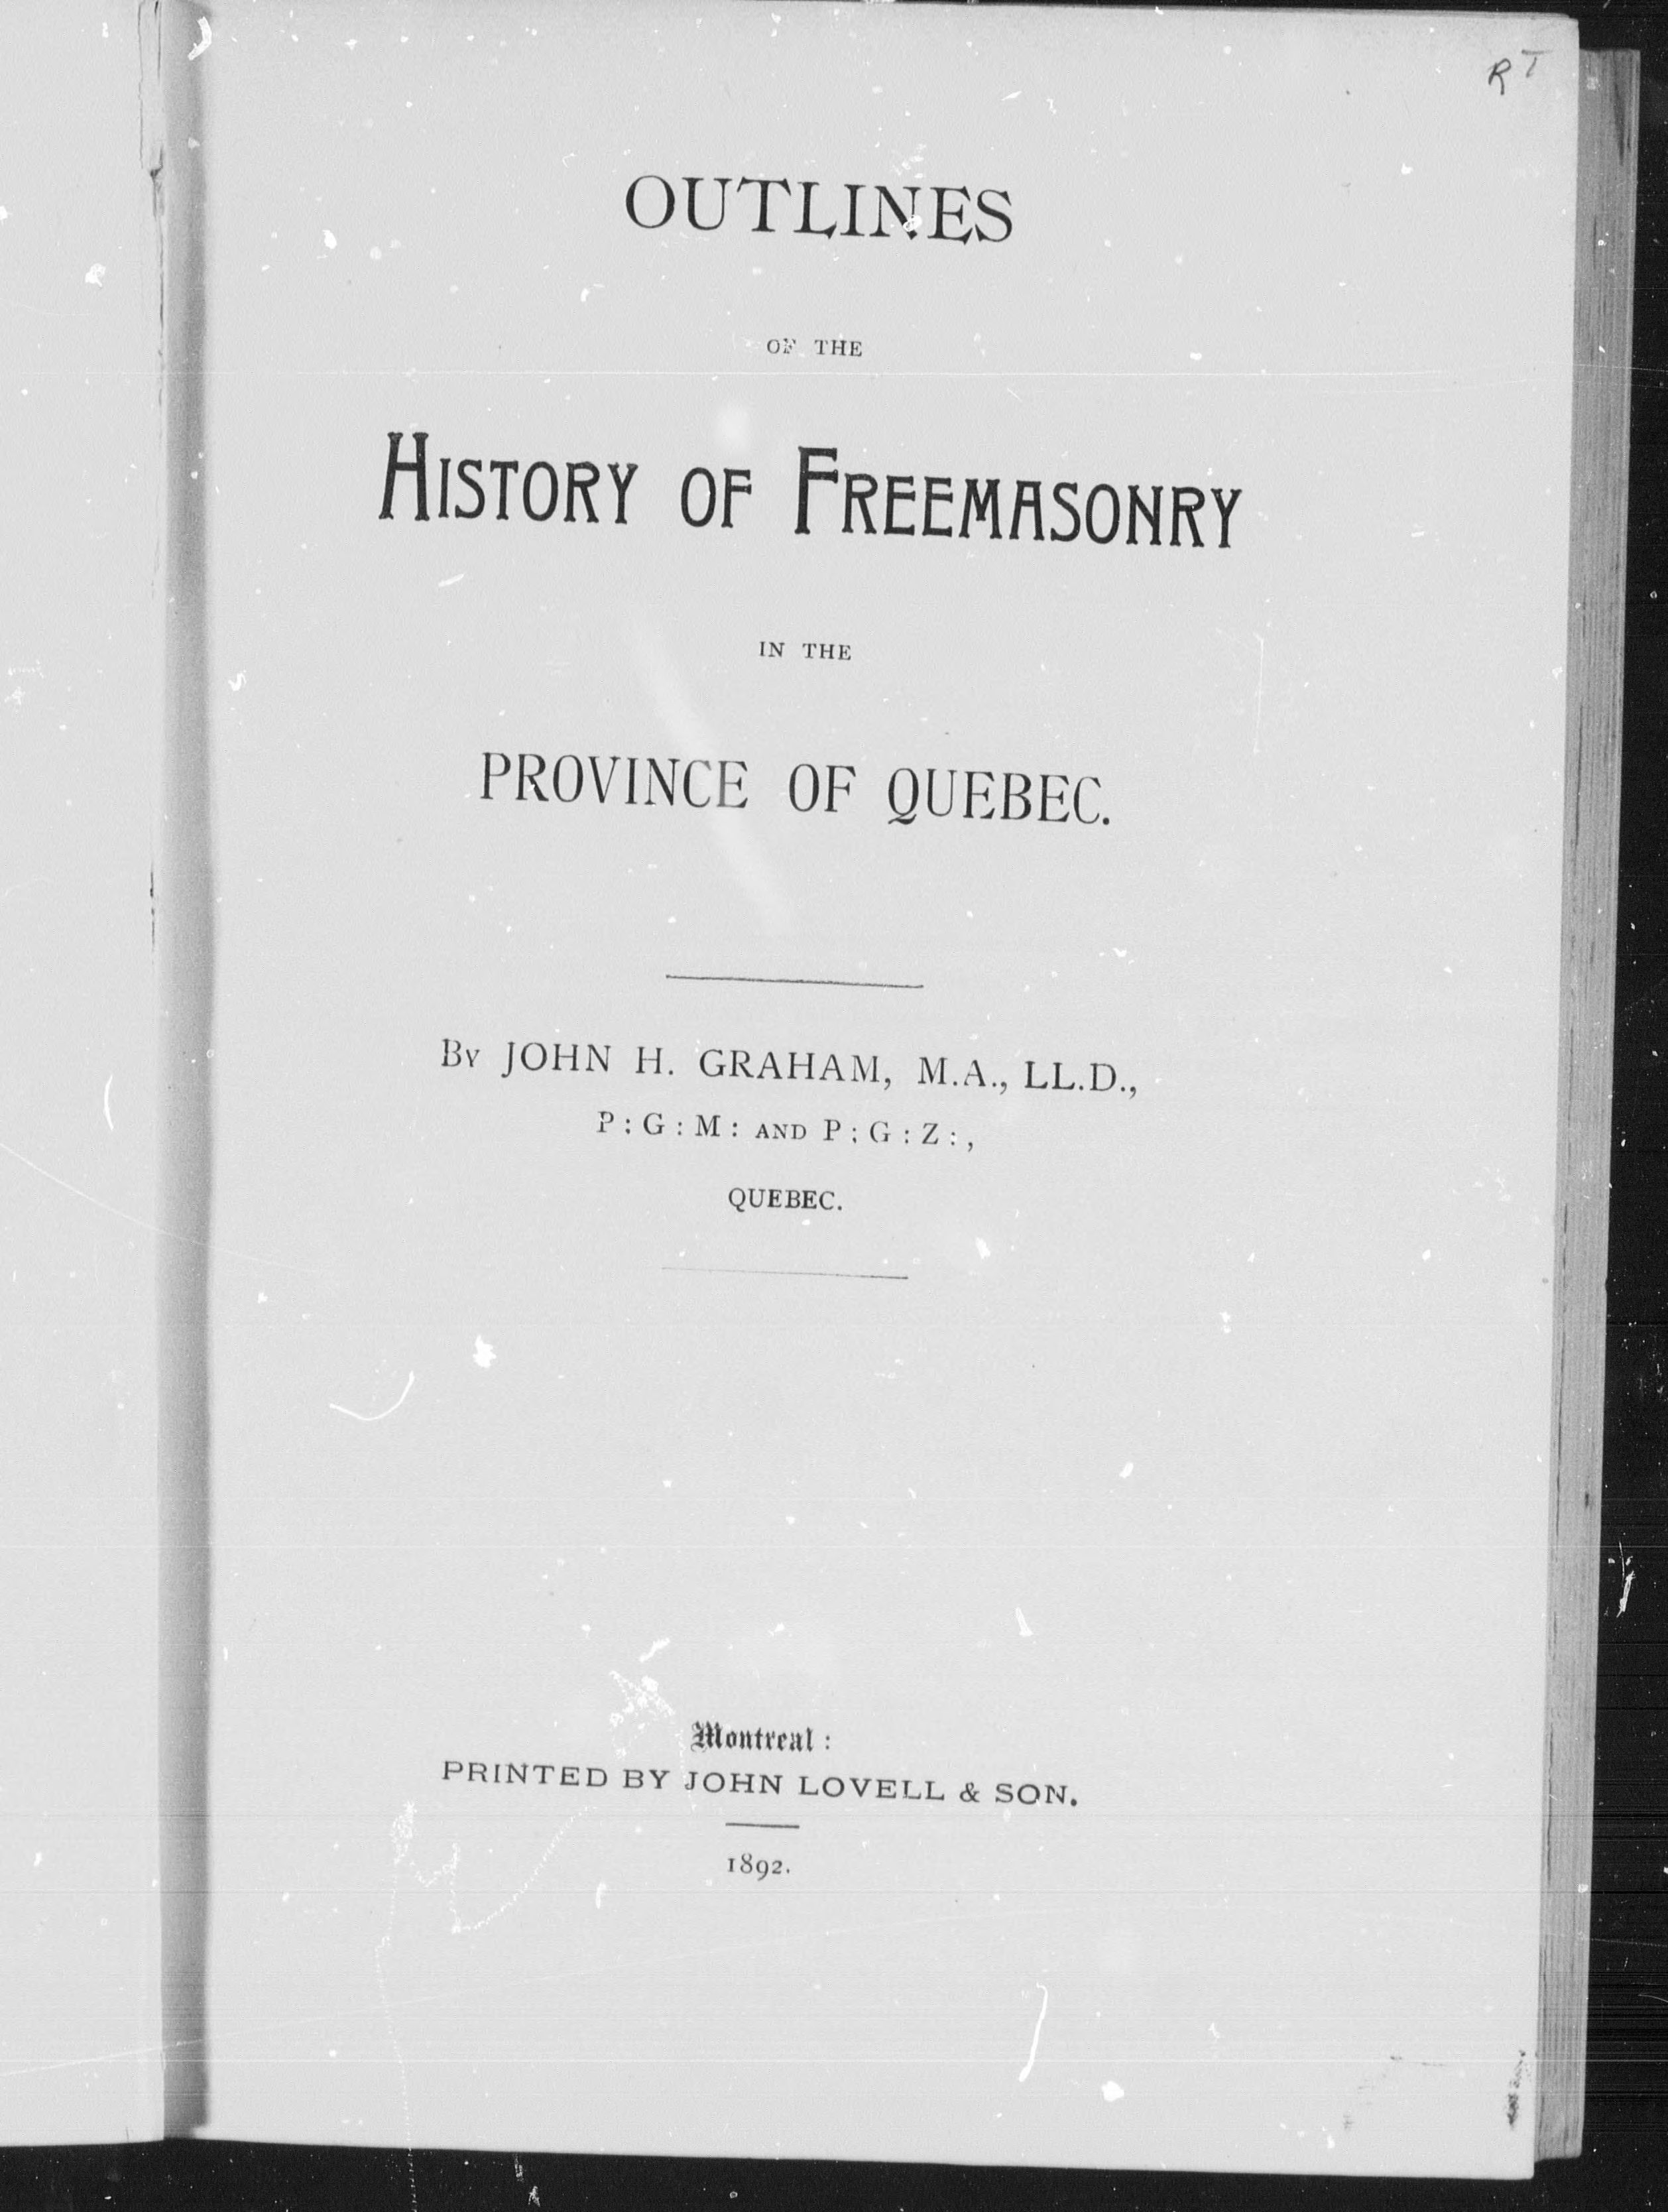 R T
OUTLINES
OF THE
HISTORY OF FREEMASONRY
IN THE
PROVINCE OF QUEBEC.
BY JOHN H. GRAHAM, M.A., LL.D.,
P:G:M: AND P:G:Z:,
QUEBEC.
Montreal:
PRINTED BY JOHN LOVELL & SON.
1892.